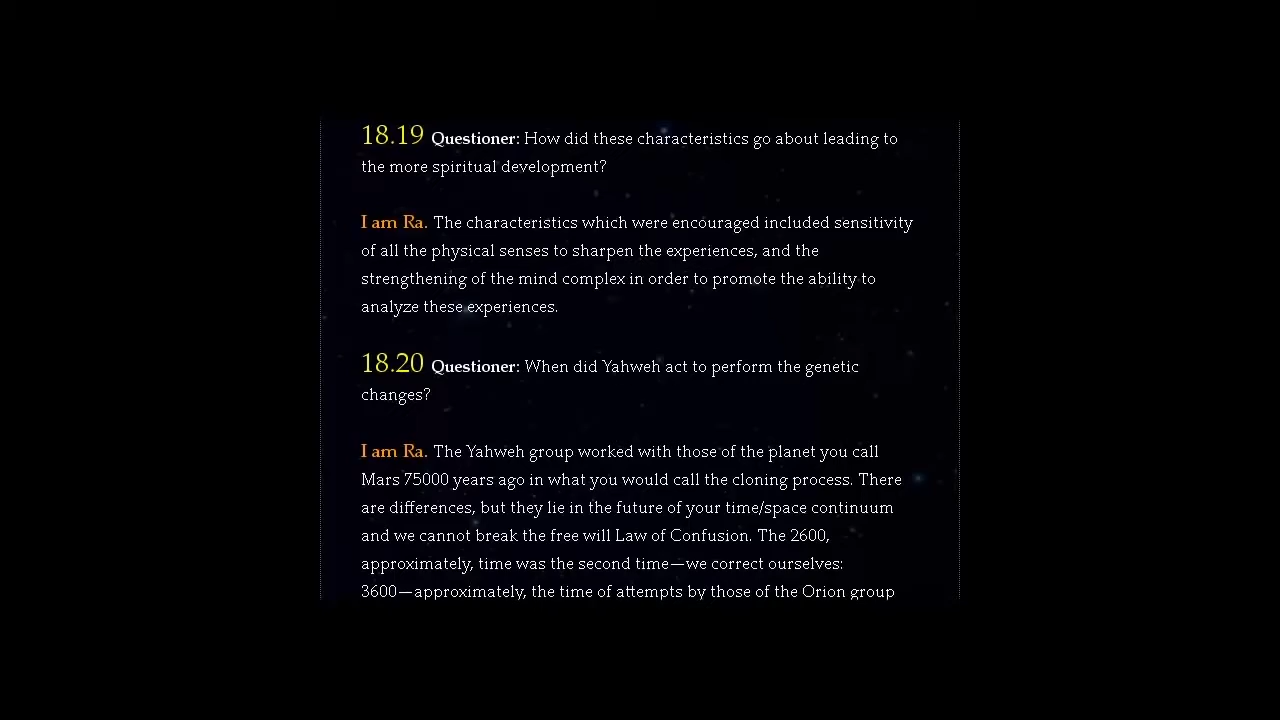 18.19 Questioner: How did these characteristics go about leading to
the more spiritual development?
I am Ra. The characteristics which were encouraged included sensitivity
of all the physical senses to sharpen the experiences, and the
strengthening of the mind complex in order to promote the ability to
analyze these experiences.
18.20 Questioner: When did Yahweh act to perform the genetic
changes?
I am Ra. The Yahweh group worked with those of the planet you call
Mars 75000 years ago in what you would call the cloning process. There
are differences, but they lie in the future of your time/space continuum
and we cannot break the free will Law of Confusion. The 2600,
approximately, time was the second time—we correct ourselves:
3600—approximately, the time of attempts by those of the Orion group